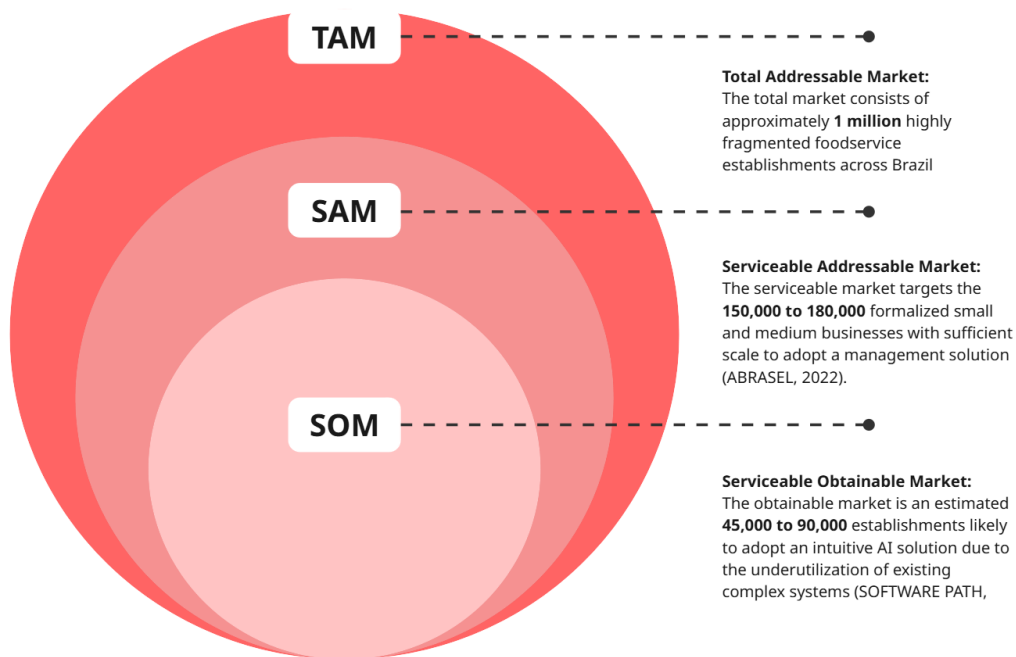 TAM
Total Addressable Market:
The total market consists of
approximately 1 million highly
fragmented foodservice
establishments across Brazil
SAM
Serviceable Addressable Market:
The serviceable market targets the
150,000 to 180,000 formalized small
and medium businesses with sufficient
scale to adopt a management solution
(ABRASEL, 2022).
SOM
Serviceable Obtainable Market:
The obtainable market is an estimated
45,000 to 90,000 establishments likely
to adopt an intuitive AI solution due to
the underutilization of existing
complex systems (SOFTWARE PATH,